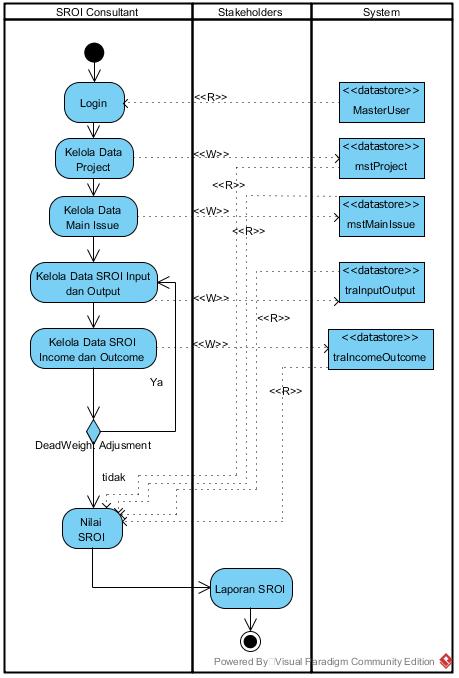 SROI Consultant
Stakeholders
System
Login
<<R>>
<<datastore>>
MasterUser
Kelola Data
Project
<<W>>
<<datastore>>
mstProject
<<R>>
Kelola Data
Main Issue
<<W>>
<<datastore>>
mstMainIssue
<<R>>
Kelola Data SROI Input
dan Output
<<W>>
<<datastore>>
traInputOutput
<<R>>
Kelola Data SROI
Income dan Outcome
<<W>>
<<datastore>>
traIncomeOutcome
Ya
<<R>>
DeadWeight Adjusment
tidak
Nilai
SROI
Laporan SROI
Powered By Visual Paradigm Community Edition